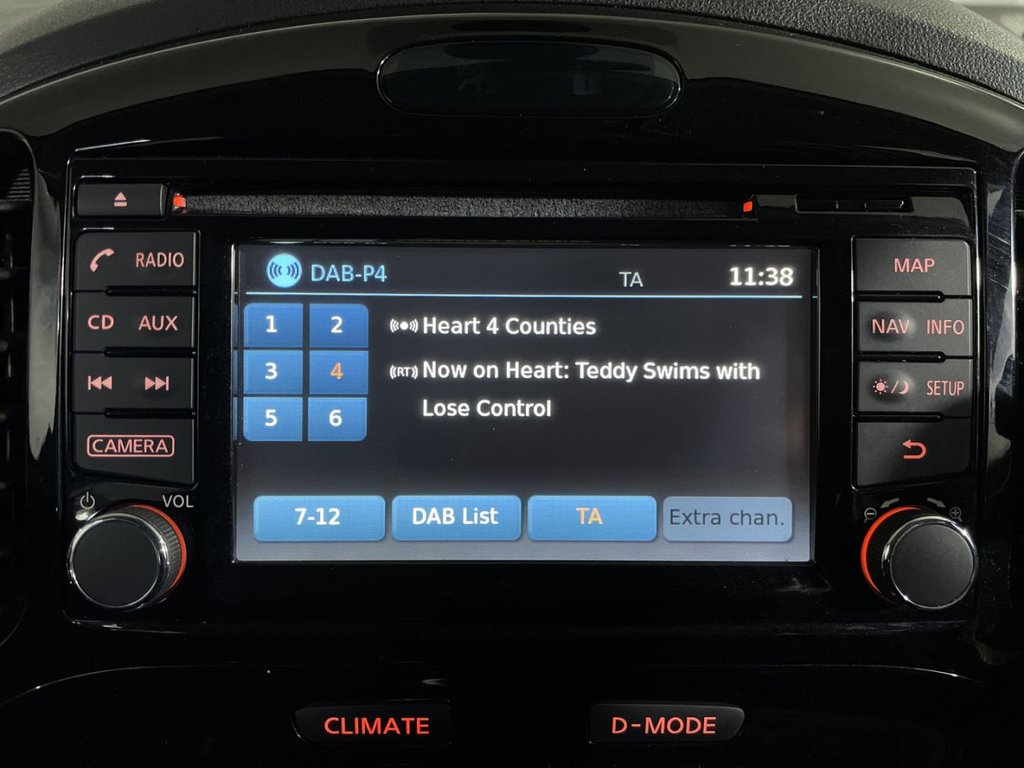 RADIO
CD AUX
CAMERA
VOL
DAB-P4 TA 11:38
1 2
3 4
5 6
Heart 4 Counties
(RT) Now on Heart: Teddy Swims with
Lose Control
7-12 DAB List TA Extra chan.
MAP
NAV INFO
SETUP
CLIMATE D-MODE